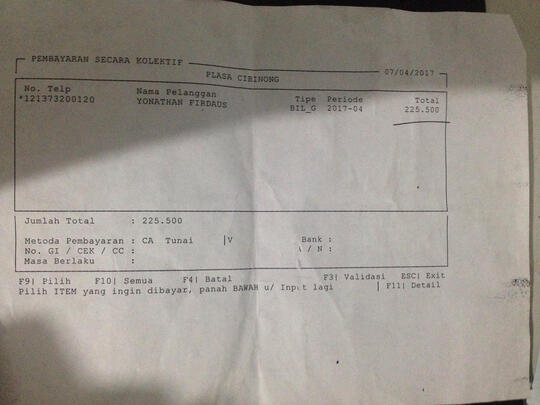 PEMBAYARAN SECARA KOLEKTIF
07/04/2017
PLASA CIBINONG
No. Telp Nama Pelanggan Tipe Periode Total
*121373200120 YONATHAN FIRDAUS BIL_G 2017-04 225.500
Jumlah Total : 225.500
Metoda Pembayaran : CA Tunai |V Bank :
No. GI / CEK / CC : / N :
Masa Berlaku :
F9| Pilih F10| Semua F4| Batal F3| Validasi ESC| Exit
Pilih ITEM yang ingin dibayar, panah BAWAH u/ Input lagi | F11| Detail